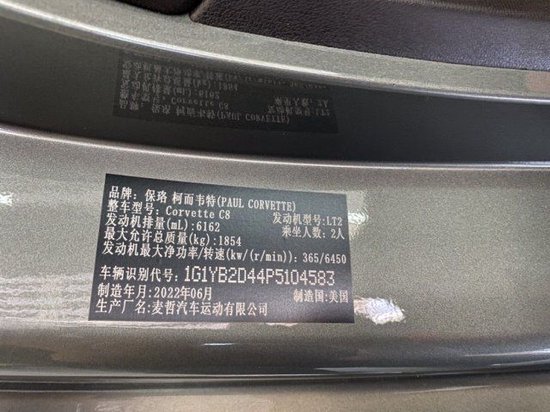 品牌：保珞 柯而韦特(PAUL CORVETTE)
整车型号：Corvette C8 发动机型号：LT2
发动机排量(mL)：6162 乘坐人数：2人
最大允许总质量(kg)：1854
发动机最大净功率/转速(kw/(r/min))：365/6450
车辆识别代号：1G1YB2D44P5104583
制造年月：2022年06月 制造国：美国
生产厂名：麦哲汽车运动有限公司